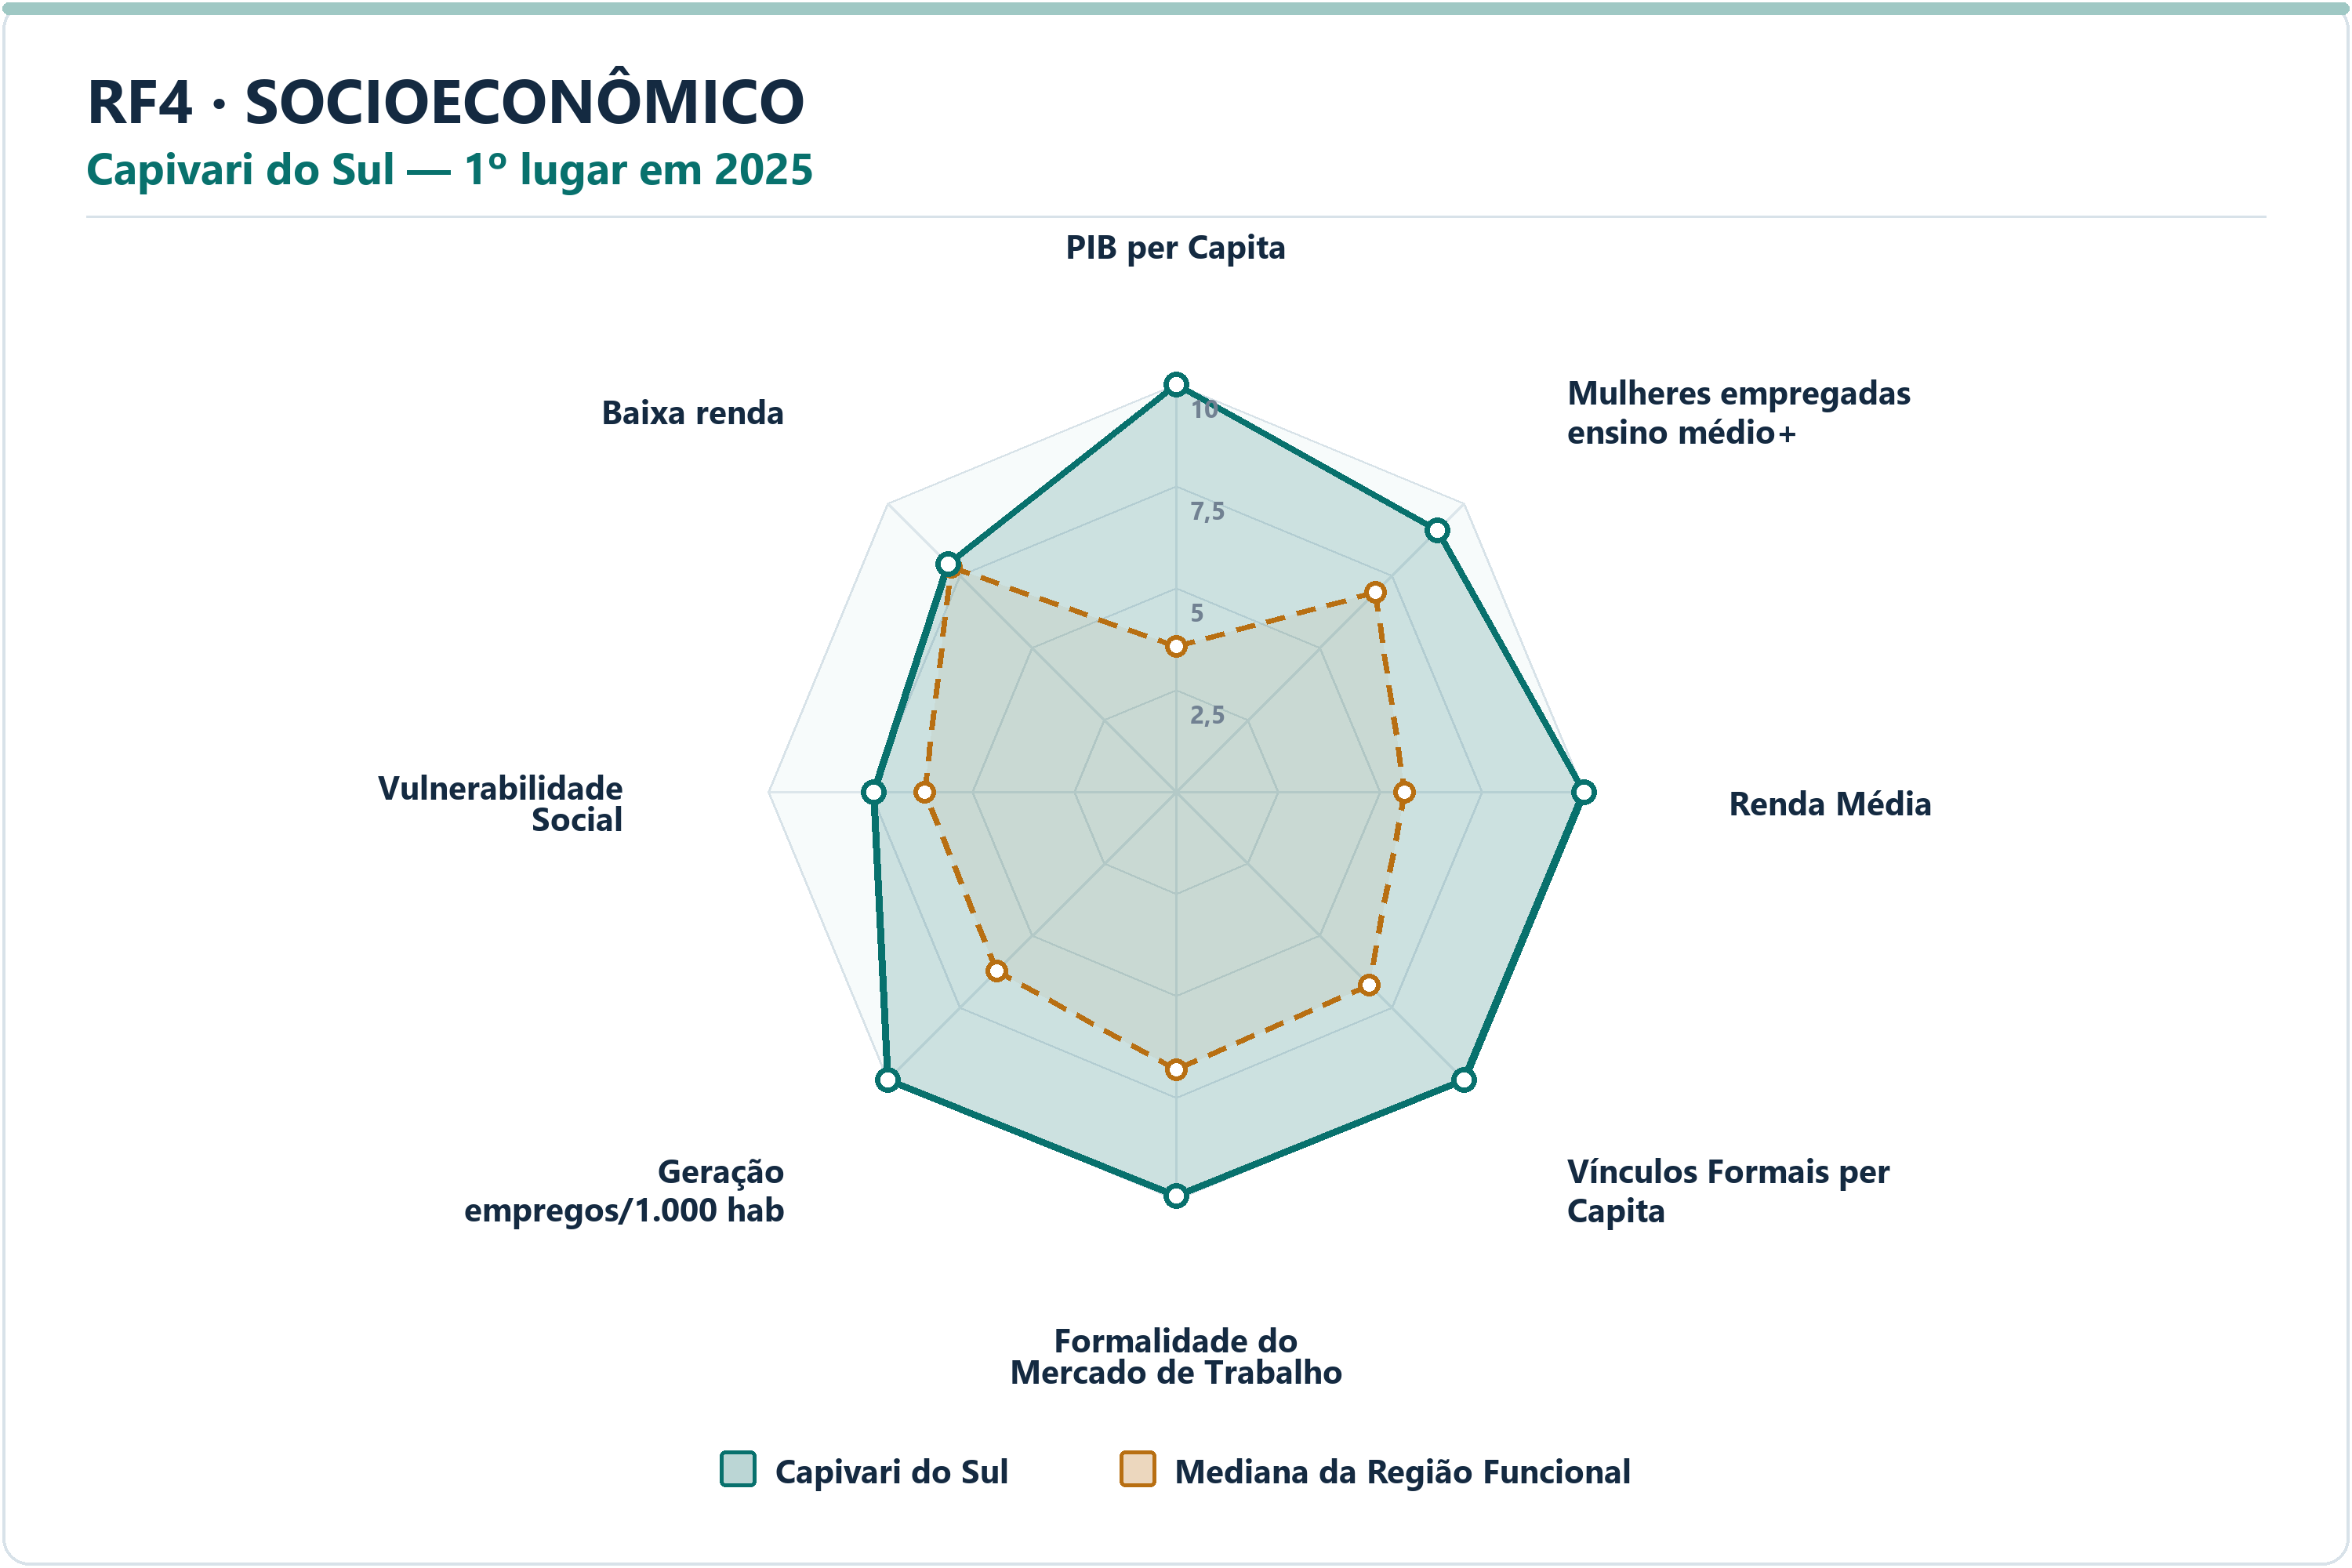 RF4 · SOCIOECONÔMICO
Capivari do Sul — 1º lugar em 2025
PIB per Capita
Mulheres empregadas
ensino médio+
Baixa renda
10
7,5
5
2,5
Vulnerabilidade
Social
Renda Média
Geração
empregos/1.000 hab
Vínculos Formais per
Capita
Formalidade do
Mercado de Trabalho
Capivari do Sul
Mediana da Região Funcional